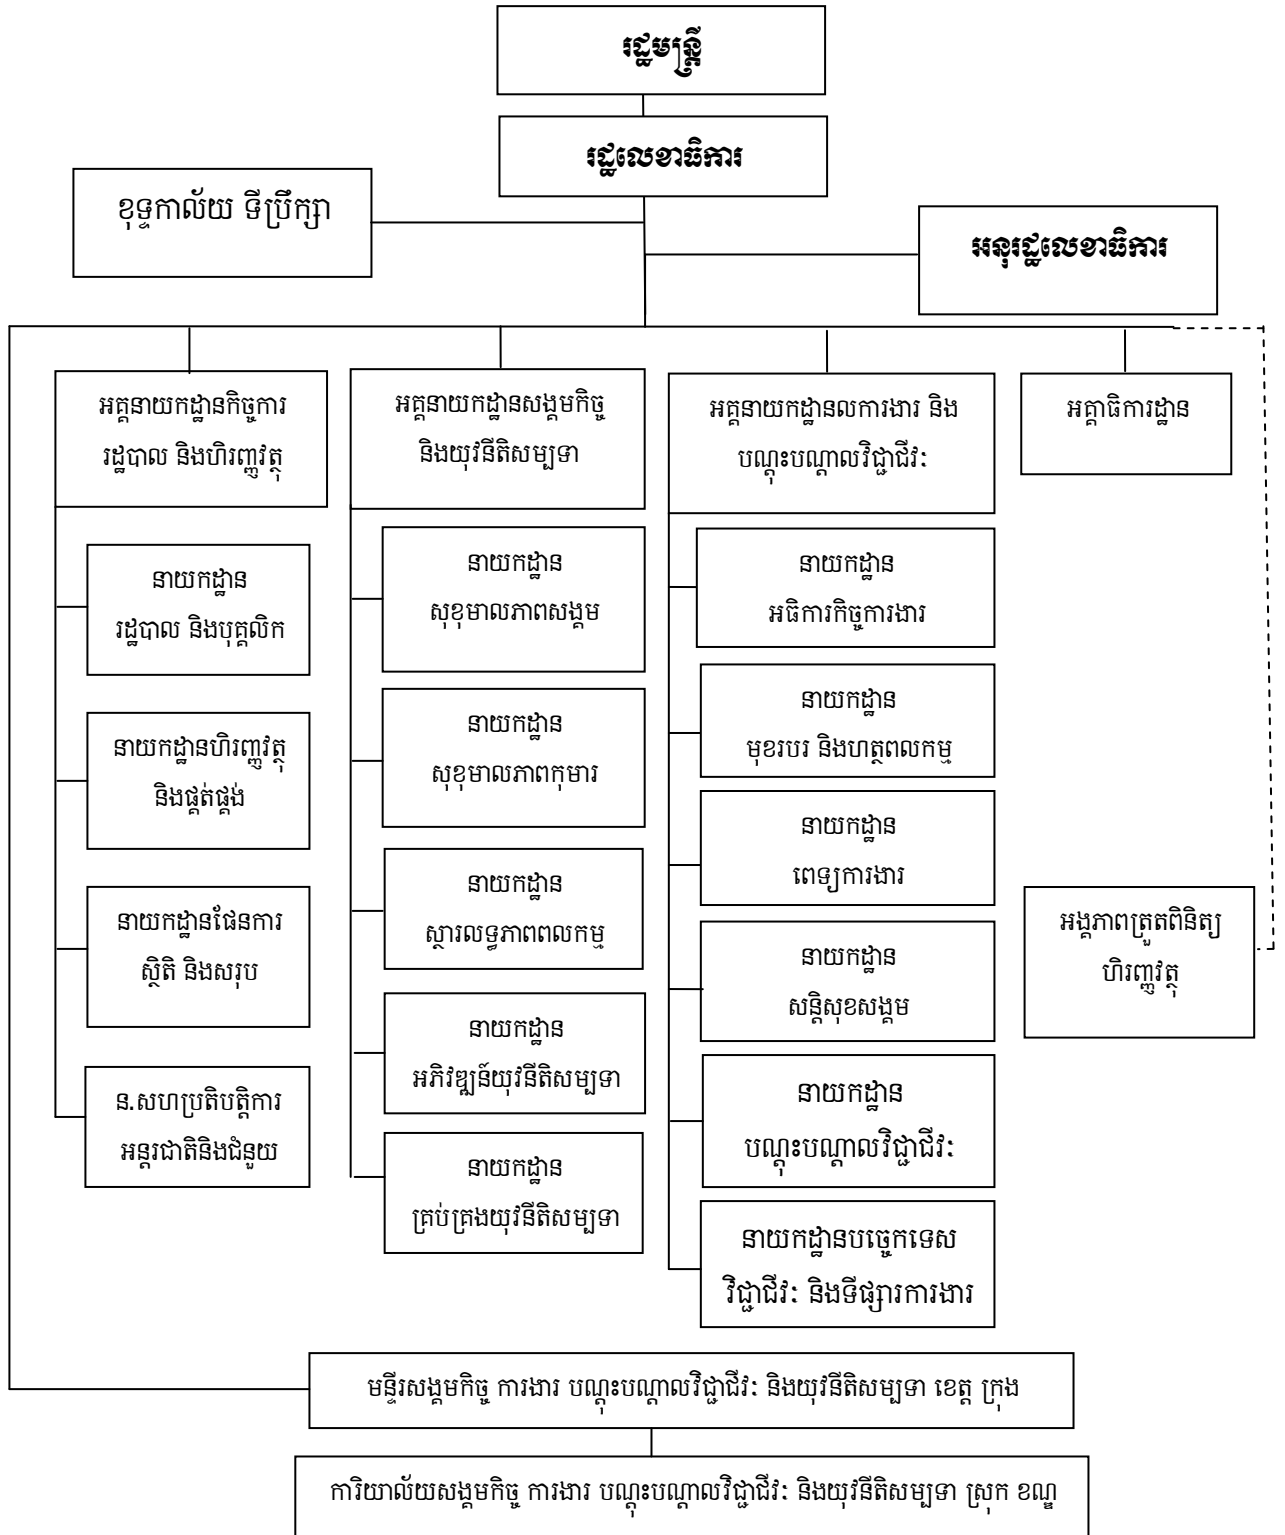 រដ្ឋមន្ត្រី
រដ្ឋលេខាធិការ
ខុទ្ទកាល័យ ទីប្រឹក្សា
អនុរដ្ឋលេខាធិការ
អគ្គនាយកដ្ឋានកិច្ចការ
រដ្ឋបាល និងហិរញ្ញវត្ថុ
នាយកដ្ឋាន
រដ្ឋបាល និងបុគ្គលិក
នាយកដ្ឋានហិរញ្ញវត្ថុ
និងផ្គត់ផ្គង់
នាយកដ្ឋានផែនការ
ស្ថិតិ និងសរុប
ន.សហប្រតិបត្តិការ
អន្តរជាតិនិងជំនួយ
អគ្គនាយកដ្ឋានសង្គមកិច្ច
និងយុវនីតិសម្បទា
នាយកដ្ឋាន
សុខុមាលភាពសង្គម
នាយកដ្ឋាន
សុខុមាលភាពកុមារ
នាយកដ្ឋាន
ស្តារលទ្ធភាពពលកម្ម
នាយកដ្ឋាន
អភិវឌ្ឍន៍យុវនីតិសម្បទា
នាយកដ្ឋាន
គ្រប់គ្រងយុវនីតិសម្បទា
អគ្គនាយកដ្ឋានលការងារ និង
បណ្តុះបណ្តាលវិជ្ជាជីវៈ
នាយកដ្ឋាន
អធិការកិច្ចការងារ
នាយកដ្ឋាន
មុខរបរ និងហត្ថពលកម្ម
នាយកដ្ឋាន
ពេទ្យការងារ
នាយកដ្ឋាន
សន្តិសុខសង្គម
នាយកដ្ឋាន
បណ្តុះបណ្តាលវិជ្ជាជីវៈ
នាយកដ្ឋានបច្ចេកទេស
វិជ្ជាជីវៈ និងទីផ្សារការងារ
អគ្គាធិការដ្ឋាន
អង្គភាពត្រួតពិនិត្យ
ហិរញ្ញវត្ថុ
មន្ទីរសង្គមកិច្ច ការងារ បណ្តុះបណ្តាលវិជ្ជាជីវៈ និងយុវនីតិសម្បទា ខេត្ត ក្រុង
ការិយាល័យសង្គមកិច្ច ការងារ បណ្តុះបណ្តាលវិជ្ជាជីវៈ និងយុវនីតិសម្បទា ស្រុក ខណ្ឌ